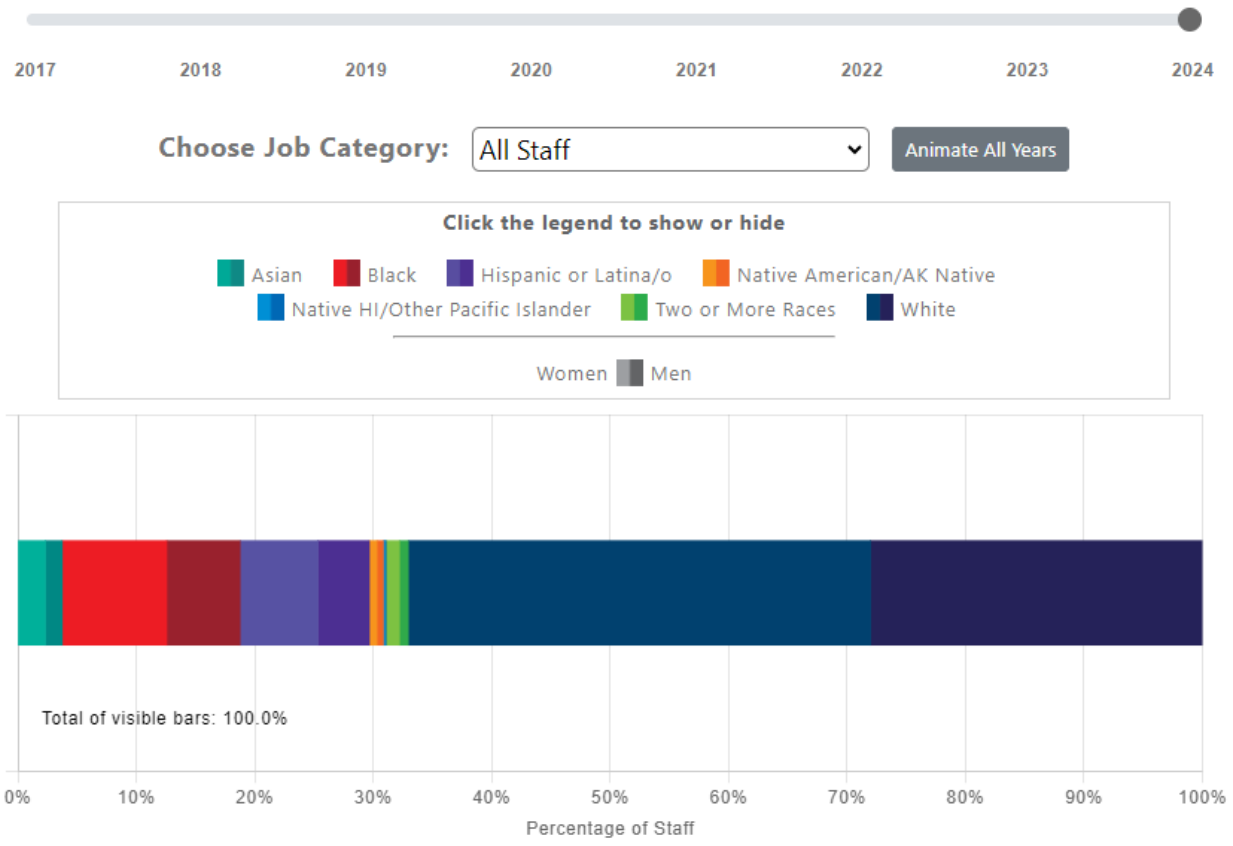 2017 2018 2019 2020 2021 2022 2023 2024
Choose Job Category: All Staff Animate All Years
Click the legend to show or hide
Asian Black Hispanic or Latina/o Native American/AK Native
Native HI/Other Pacific Islander Two or More Races White
Women Men
Total of visible bars: 100.0%
0% 10% 20% 30% 40% 50% 60% 70% 80% 90% 100%
Percentage of Staff